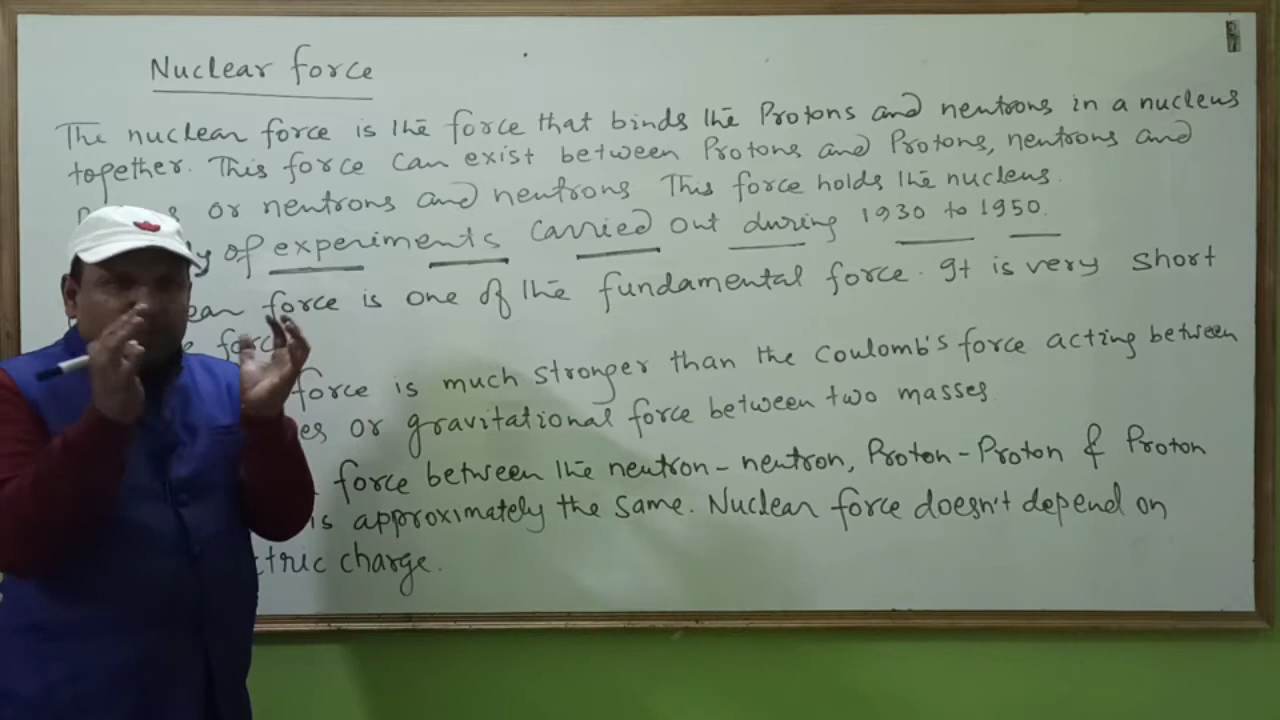 Nuclear force
The nuclear force is the force that binds the Protons and neutrons in a nucleus
together. This force can exist between Protons and Protons, neutrons and
or neutrons and neutrons This force holds the nucleus.
of experiments carried out during 1930 to 1950.
force is one of the fundamental force. It is very short
force is much stronger than the Coulomb's force acting between
or gravitational force between two masses.
force between the neutron-neutron, Proton-Proton & Proton
is approximately the same. Nuclear force doesn't depend on
charge.